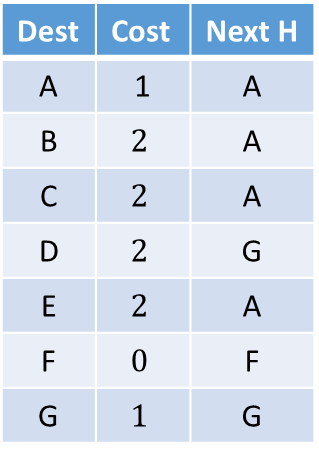 Dest Cost Next H
A 1 A
B 2 A
C 2 A
D 2 G
E 2 A
F 0 F
G 1 G